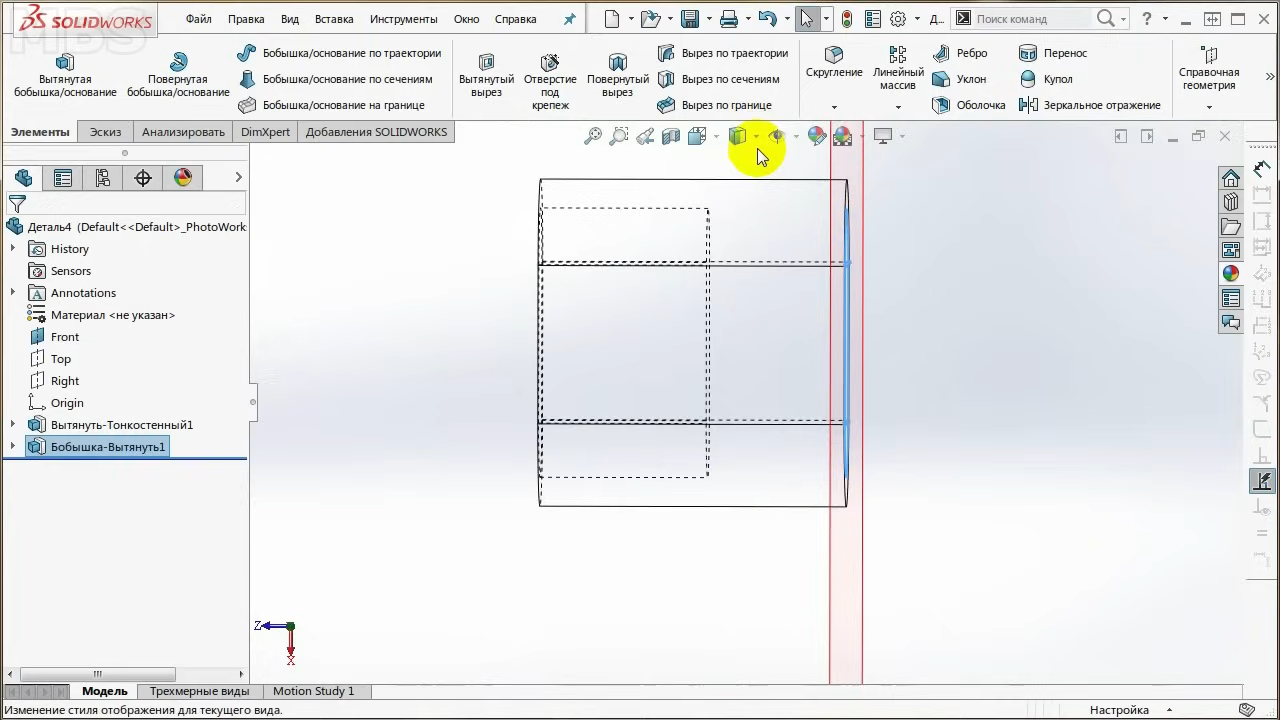 SOLIDWORKS
MBS
Файл Правка Вид Вставка Инструменты Окно Справка
Д...
Поиск команд
Вытянутая
бобышка/основание
Повернутая
бобышка/основание
Бобышка/основание по траектории
Бобышка/основание по сечениям
Бобышка/основание на границе
Вытянутый
вырез
Отверстие
под
крепеж
Повернутый
вырез
Вырез по траектории
Вырез по сечениям
Вырез по границе
Скругление
Линейный
массив
Ребро
Уклон
Оболочка
Перенос
Купол
Зеркальное отражение
Справочная
геометрия
Элементы Эскиз Анализировать DimXpert Добавления SOLIDWORKS
Деталь4 (Default<<Default>_PhotoWork
History
Sensors
Annotations
Материал <не указан>
Front
Top
Right
Origin
Вытянуть-Тонкостенный1
Бобышка-Вытянуть1
Z
X
Модель Трехмерные виды Motion Study 1
Изменение стиля отображения для текущего вида.
Настройка